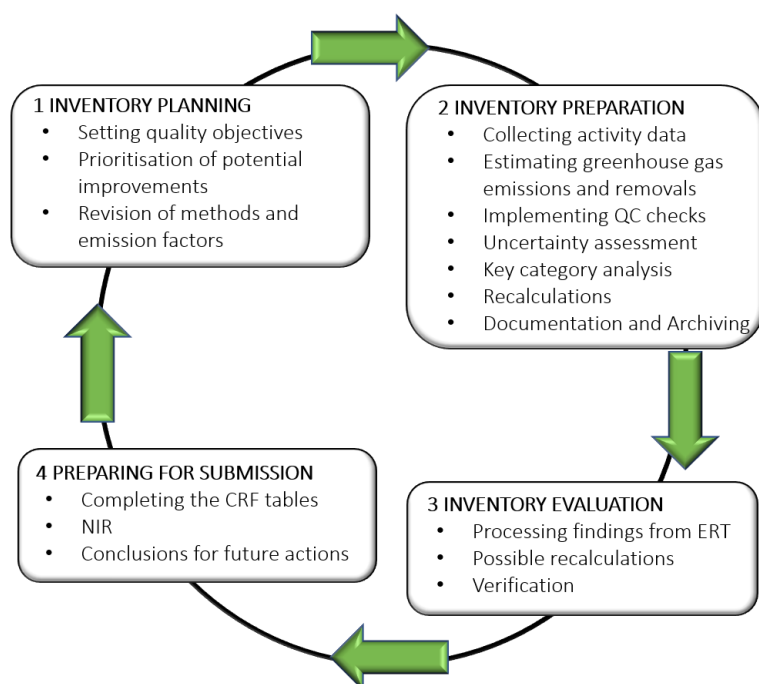 1 INVENTORY PLANNING
• Setting quality objectives
• Prioritisation of potential
improvements
• Revision of methods and
emission factors
2 INVENTORY PREPARATION
• Collecting activity data
• Estimating greenhouse gas
emissions and removals
• Implementing QC checks
• Uncertainty assessment
• Key category analysis
• Recalculations
• Documentation and Archiving
3 INVENTORY EVALUATION
• Processing findings from ERT
• Possible recalculations
• Verification
4 PREPARING FOR SUBMISSION
• Completing the CRF tables
• NIR
• Conclusions for future actions